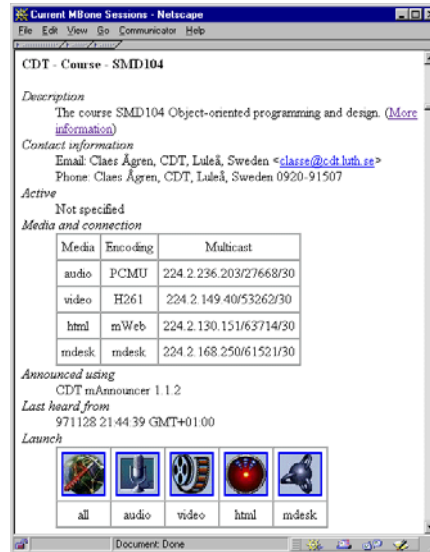 Current MBone Sessions - Netscape
File Edit View Go Communicator Help
CDT - Course - SMD104
Description
The course SMD104 Object-oriented programming and design. (More
information)
Contact information
Email: Claes Ågren, CDT, Luleå, Sweden <classe@cdt.luth.se>
Phone: Claes Ågren, CDT, Luleå, Sweden 0920-91507
Active
Not specified
Media and connection
Media Encoding Multicast
audio PCMU 224.2.236.203/27668/30
video H261 224.2.149.40/53262/30
html mWeb 224.2.130.151/63714/30
mdesk mdesk 224.2.168.250/61521/30
Announced using
CDT mAnnouncer 1.1.2
Last heard from
971128 21:44:39 GMT+01:00
Launch
all audio video html mdesk
Document: Done